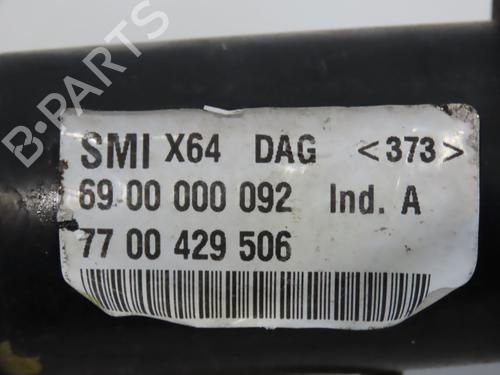 B-PARTS
SMI X64 DAG <373>
69 00 000 092 Ind. A
77 00 429 506